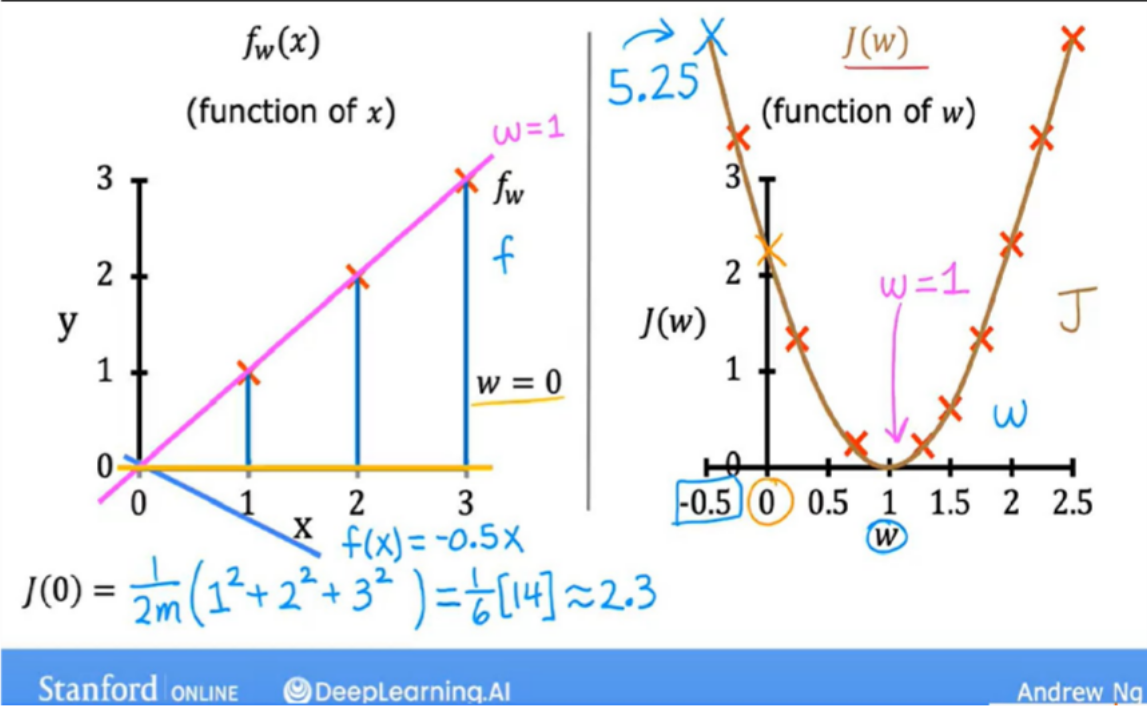 f_w(x)
(function of x)
w=1
3
f_w
f
2
y
1
w = 0
0
0 1 2 3
x
f(x)=-0.5x
J(0) = 1/2m (1²+2²+3² )=1/6[14]≈2.3
5.25
J(w)
(function of w)
3
2
w=1
J(w)
J
1
w
0
-0.5 0 0.5 1 1.5 2 2.5
w
Stanford ONLINE DeepLearning.AI Andrew Ng